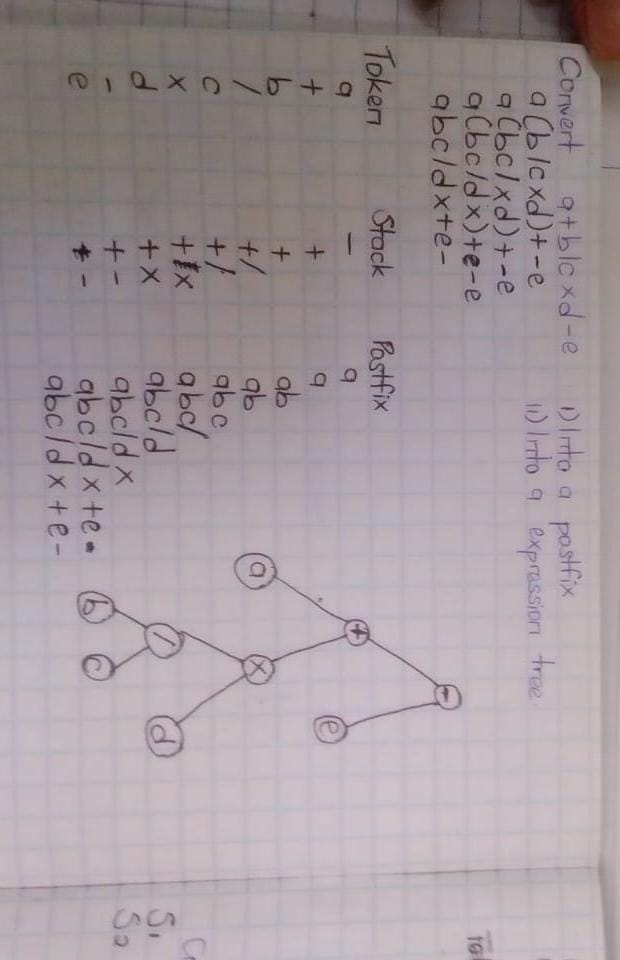 Convert a+b/c×d-e i) Into a postfix
ii) Into a expression tree
a(b/c×d)+-e
a(bc/×d)+-e
a(bc/d×)+e-e
abc/d×+e-
Token Stack Postfix
a - a
+ + a
b + ab
/ +/ ab
c +/ abc
× +× abc/
d +× abc/d
- +- abc/d×
e - abc/d×+e
abc/d×+e-
-
+ e
a ×
/ d
b c
S1
S2